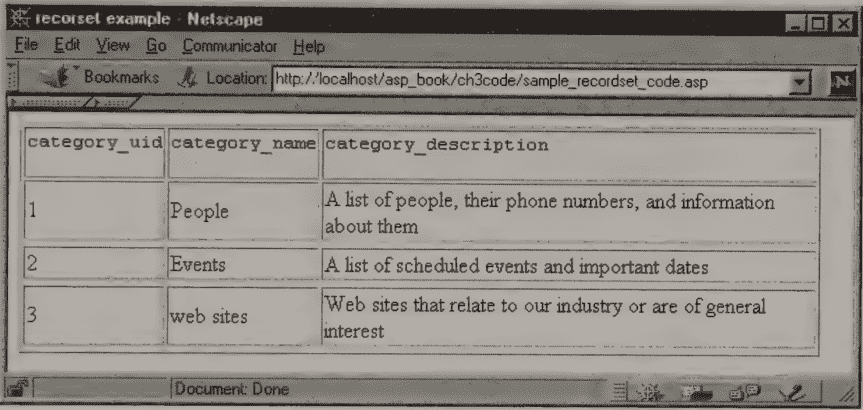 recorset example - Netscape
File Edit View Go Communicator Help
Bookmarks Location: http://localhost/asp_book/ch3code/sample_recordset_code.asp
N
category_uid category_name category_description
1 People A list of people, their phone numbers, and information
about them
2 Events A list of scheduled events and important dates
3 web sites Web sites that relate to our industry or are of general
interest
Document: Done